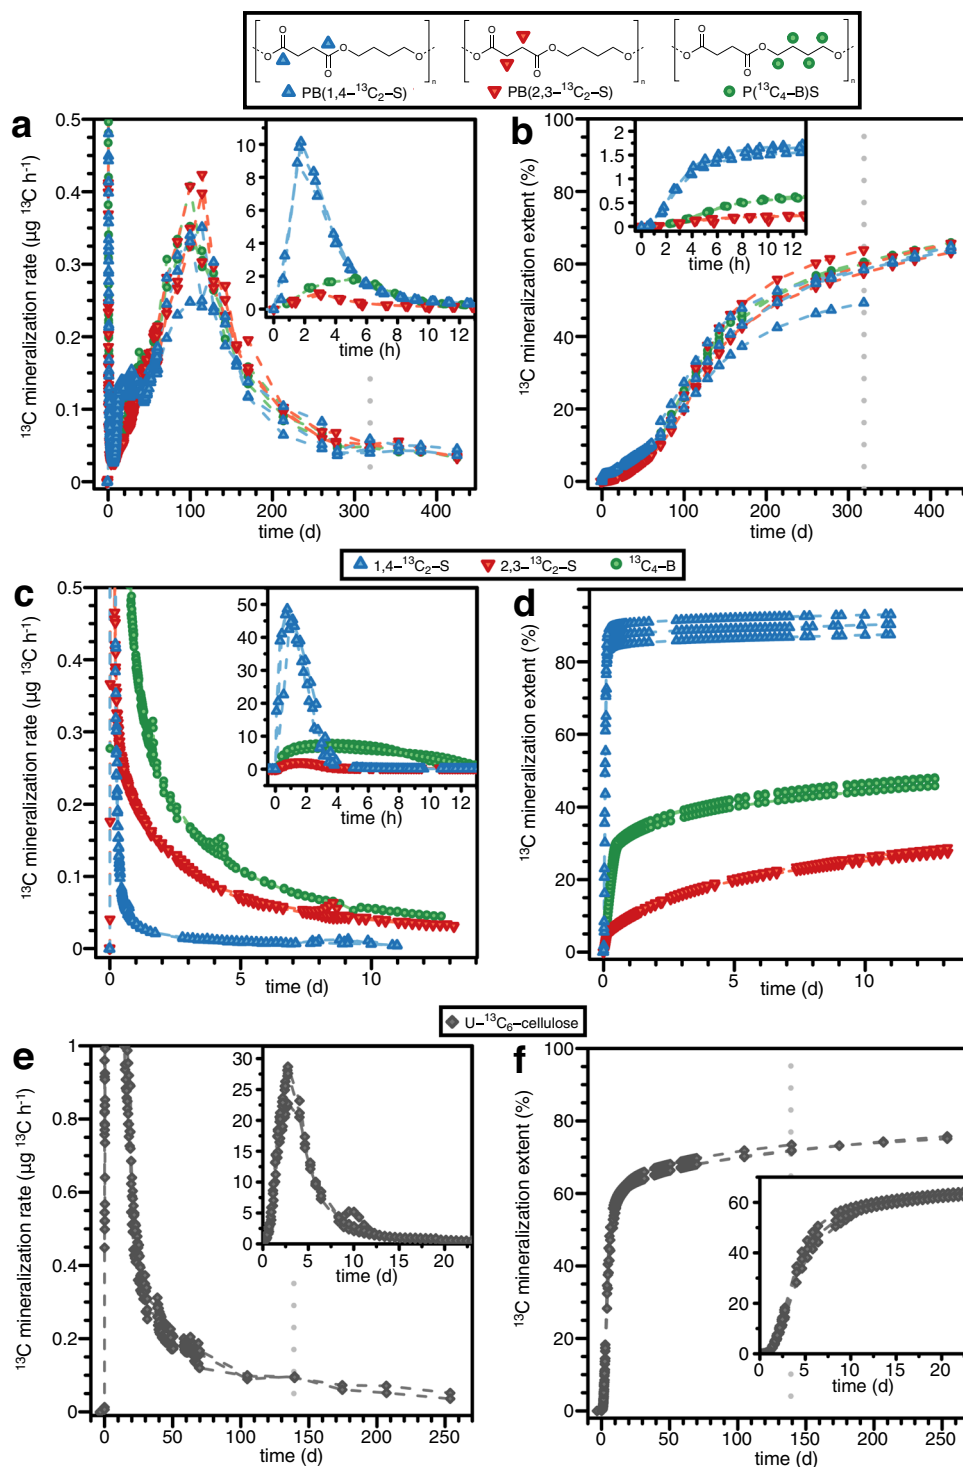 O
O
O
O
n
O
O
O
O
n
O
O
O
O
n
PB(1,4–¹³C₂–S)
PB(2,3–¹³C₂–S)
P(¹³C₄–B)S
a
¹³C mineralization rate (µg ¹³C h⁻¹)
0.5
0.4
0.3
0.2
0.1
0
0 100 200 300 400
time (d)
12
10
8
6
4
2
0
0 2 4 6 8 10 12
time (h)
b
¹³C mineralization extent (%)
100
80
60
40
20
0
0 100 200 300 400
time (d)
2
1.5
1
0.5
0
0 2 4 6 8 10 12
time (h)
1,4–¹³C₂–S 2,3–¹³C₂–S ¹³C₄–B
c
¹³C mineralization rate (µg ¹³C h⁻¹)
0.5
0.4
0.3
0.2
0.1
0
0 5 10
time (d)
50
40
30
20
10
0
0 2 4 6 8 10 12
time (h)
d
¹³C mineralization extent (%)
80
60
40
20
0
0 5 10
time (d)
U–¹³C₆–cellulose
e
¹³C mineralization rate (µg ¹³C h⁻¹)
1
0.8
0.6
0.4
0.2
0
0 50 100 150 200 250
time (d)
30
25
20
15
10
5
0
0 5 10 15 20
time (d)
f
¹³C mineralization extent (%)
100
80
60
40
20
0
0 50 100 150 200 250
time (d)
60
40
20
0
0 5 10 15 20
time (d)